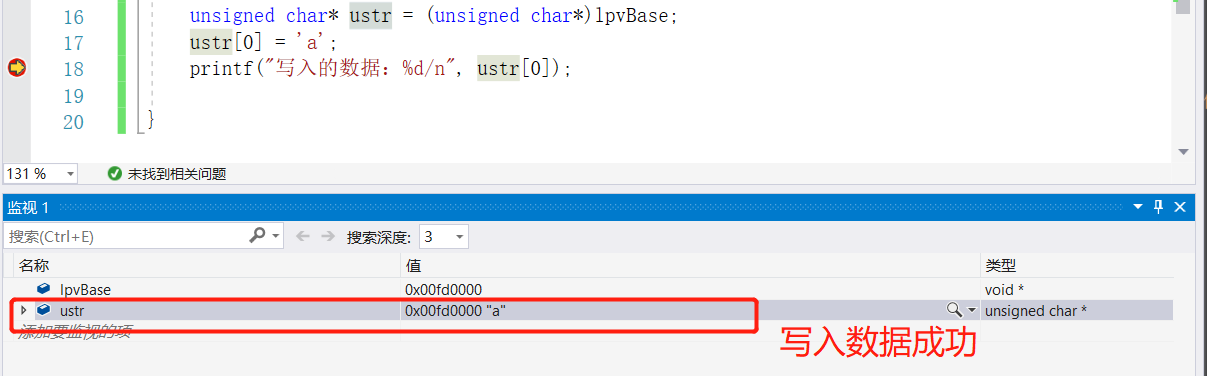 16 unsigned char* ustr = (unsigned char*)lpvBase;
17 ustr[0] = 'a';
18 printf("写入的数据：%d/n", ustr[0]);
19
20 }
131 % 未找到相关问题
监视 1
搜索(Ctrl+E) 搜索深度: 3
名称 值 类型
lpvBase 0x00fd0000 void *
ustr 0x00fd0000 "a" unsigned char *
添加要监视的项
写入数据成功